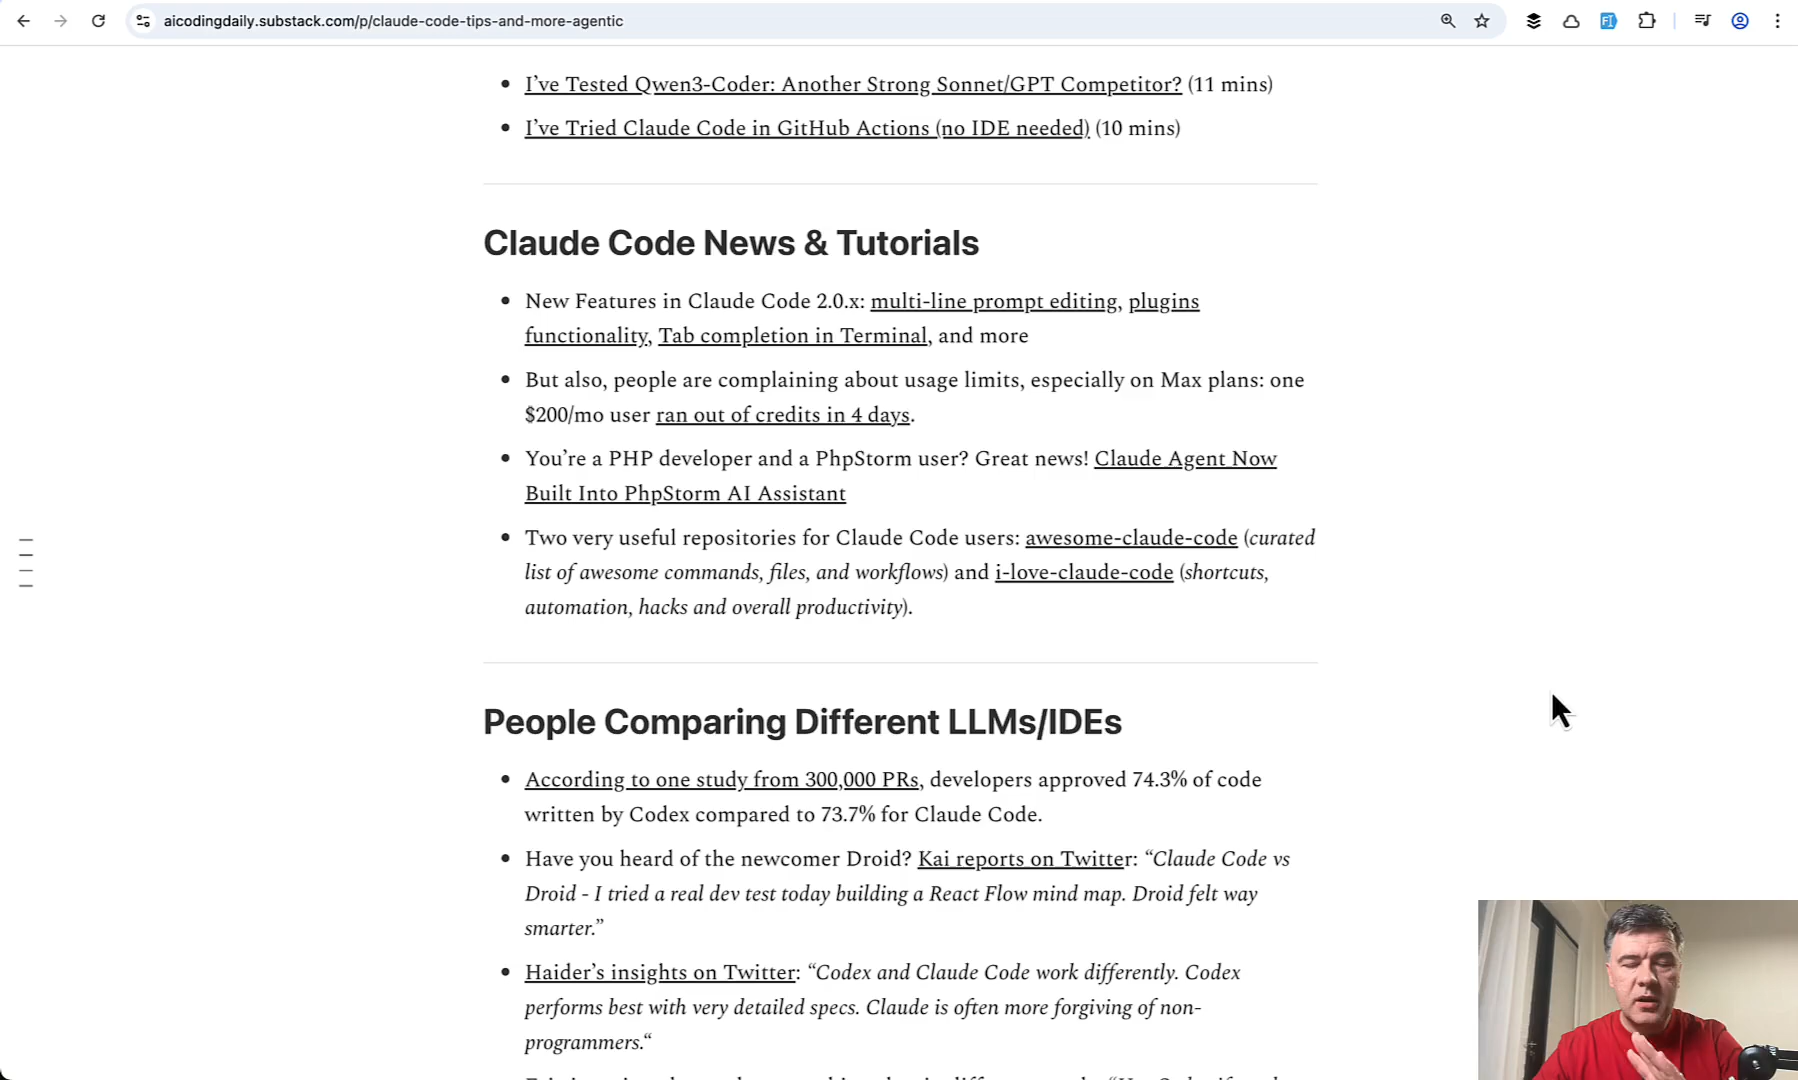 aicodingdaily.substack.com/p/claude-code-tips-and-more-agentic
I’ve Tested Qwen3-Coder: Another Strong Sonnet/GPT Competitor? (11 mins)
I’ve Tried Claude Code in GitHub Actions (no IDE needed) (10 mins)
Claude Code News & Tutorials
New Features in Claude Code 2.0.x: multi-line prompt editing, plugins
functionality, Tab completion in Terminal, and more
But also, people are complaining about usage limits, especially on Max plans: one
$200/mo user ran out of credits in 4 days.
You’re a PHP developer and a PhpStorm user? Great news! Claude Agent Now
Built Into PhpStorm AI Assistant
Two very useful repositories for Claude Code users: awesome-claude-code (curated
list of awesome commands, files, and workflows) and i-love-claude-code (shortcuts,
automation, hacks and overall productivity).
People Comparing Different LLMs/IDEs
According to one study from 300,000 PRs, developers approved 74.3% of code
written by Codex compared to 73.7% for Claude Code.
Have you heard of the newcomer Droid? Kai reports on Twitter: “Claude Code vs
Droid - I tried a real dev test today building a React Flow mind map. Droid felt way
smarter.”
Haider’s insights on Twitter: “Codex and Claude Code work differently. Codex
performs best with very detailed specs. Claude is often more forgiving of non-
programmers.“